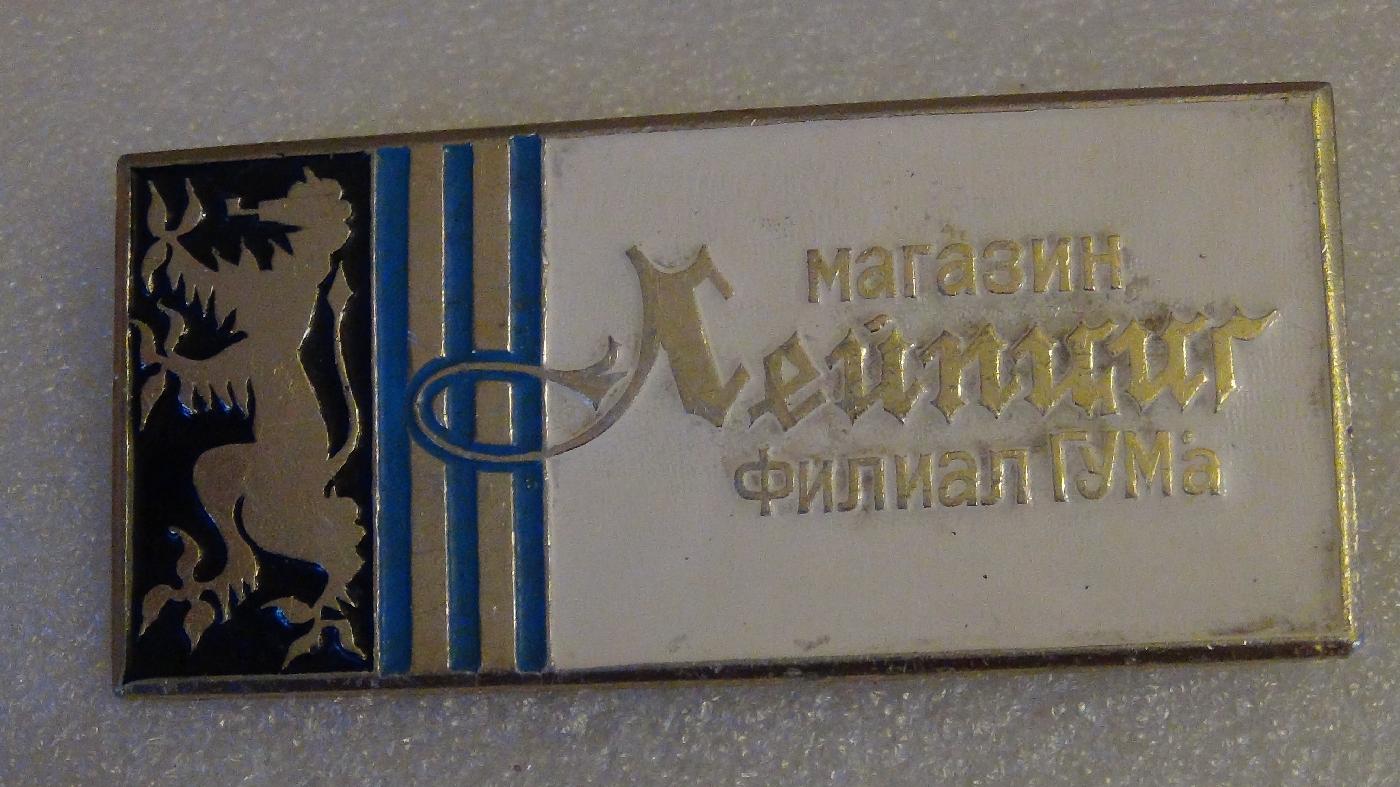 магазин
Лейпциг
филиал ГУМа